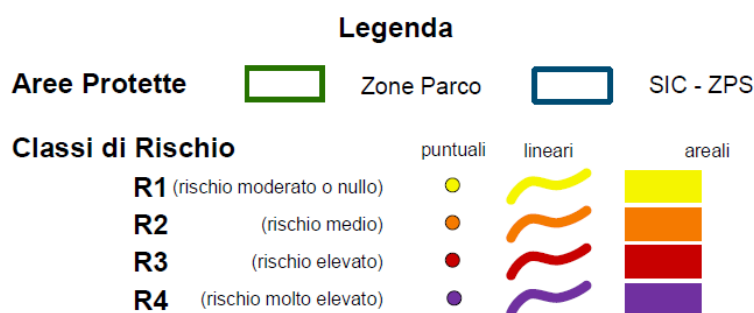 Legenda
Aree Protette Zone Parco SIC - ZPS
Classi di Rischio puntuali lineari areali
R1 (rischio moderato o nullo)
R2 (rischio medio)
R3 (rischio elevato)
R4 (rischio molto elevato)